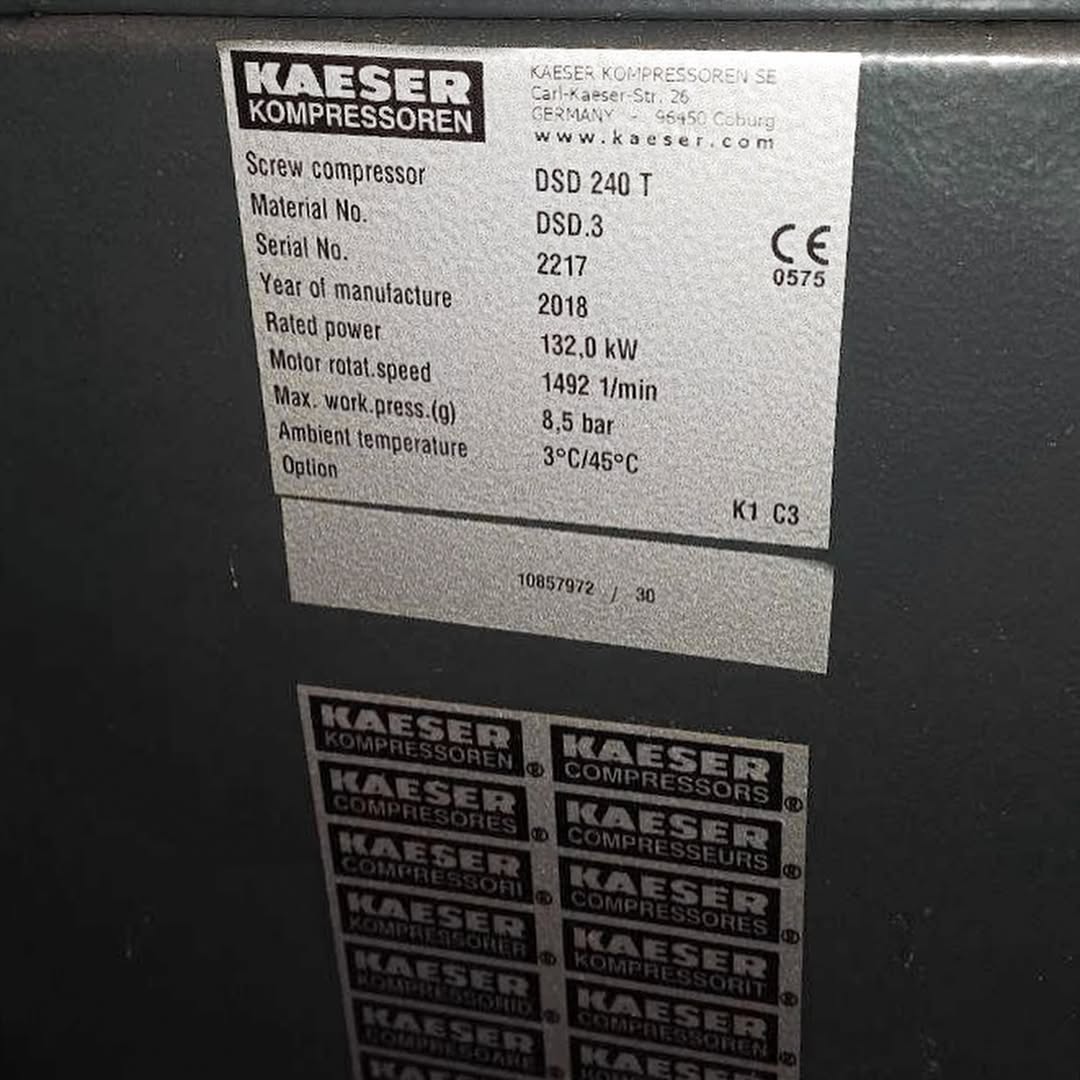 KAESER
KOMPRESSOREN
KAESER KOMPRESSOREN SE
Carl-Kaeser-Str. 26
GERMANY - 96450 Coburg
www.kaeser.com
Screw compressor DSD 240 T
Material No. DSD.3
Serial No. 2217
Year of manufacture 2018
Rated power 132,0 kW
Motor rotat.speed 1492 1/min
Max. work.press.(g) 8,5 bar
Ambient temperature 3°C/45°C
Option K1 C3
CE
0575
10857972 / 30
KAESER
KOMPRESSOREN ®
KAESER
COMPRESSORS ®
KAESER
COMPRESORES ®
KAESER
COMPRESSEURS ®
KAESER
COMPRESSORI ®
KAESER
COMPRESSORES ®
KAESER
KOMPRESSORER ®
KAESER
KOMPRESSORIT ®
KAESER
®
KAESER
COMPRESSOREN ®
KAESER
KAESER
KAESER